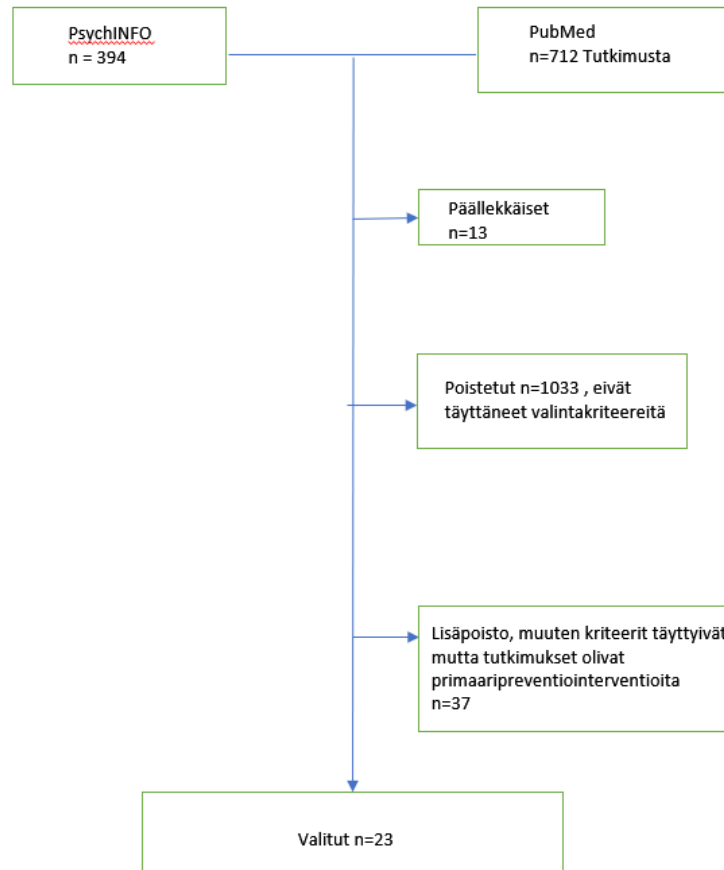 PsychINFO
n = 394
PubMed
n=712 Tutkimusta
Päällekkäiset
n=13
Poistetut n=1033 , eivät
täyttäneet valintakriteereitä
Lisäpoisto, muuten kriteerit täyttyivät
mutta tutkimukset olivat
primaaripreventiointerventioita
n=37
Valitut n=23